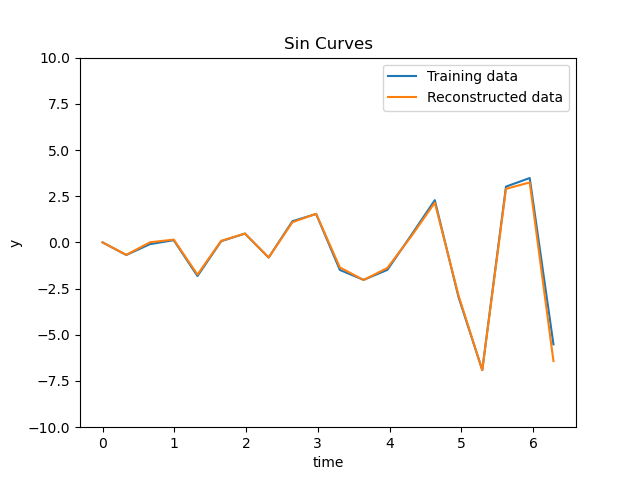 Sin Curves
Training data
Reconstructed data
10.0
7.5
5.0
2.5
0.0
−2.5
−5.0
−7.5
−10.0
y
0 1 2 3 4 5 6
time